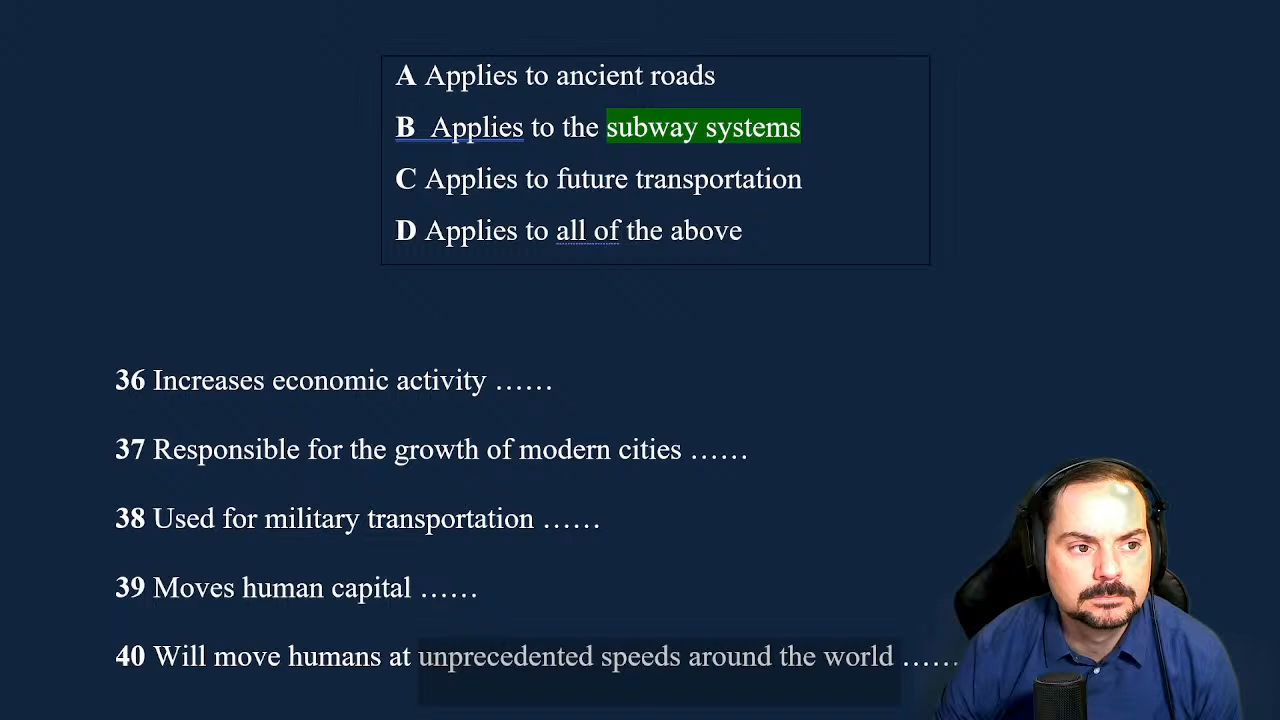 A Applies to ancient roads
B Applies to the subway systems
C Applies to future transportation
D Applies to all of the above
36 Increases economic activity ......
37 Responsible for the growth of modern cities ......
38 Used for military transportation ......
39 Moves human capital ......
40 Will move humans at unprecedented speeds around the world ......